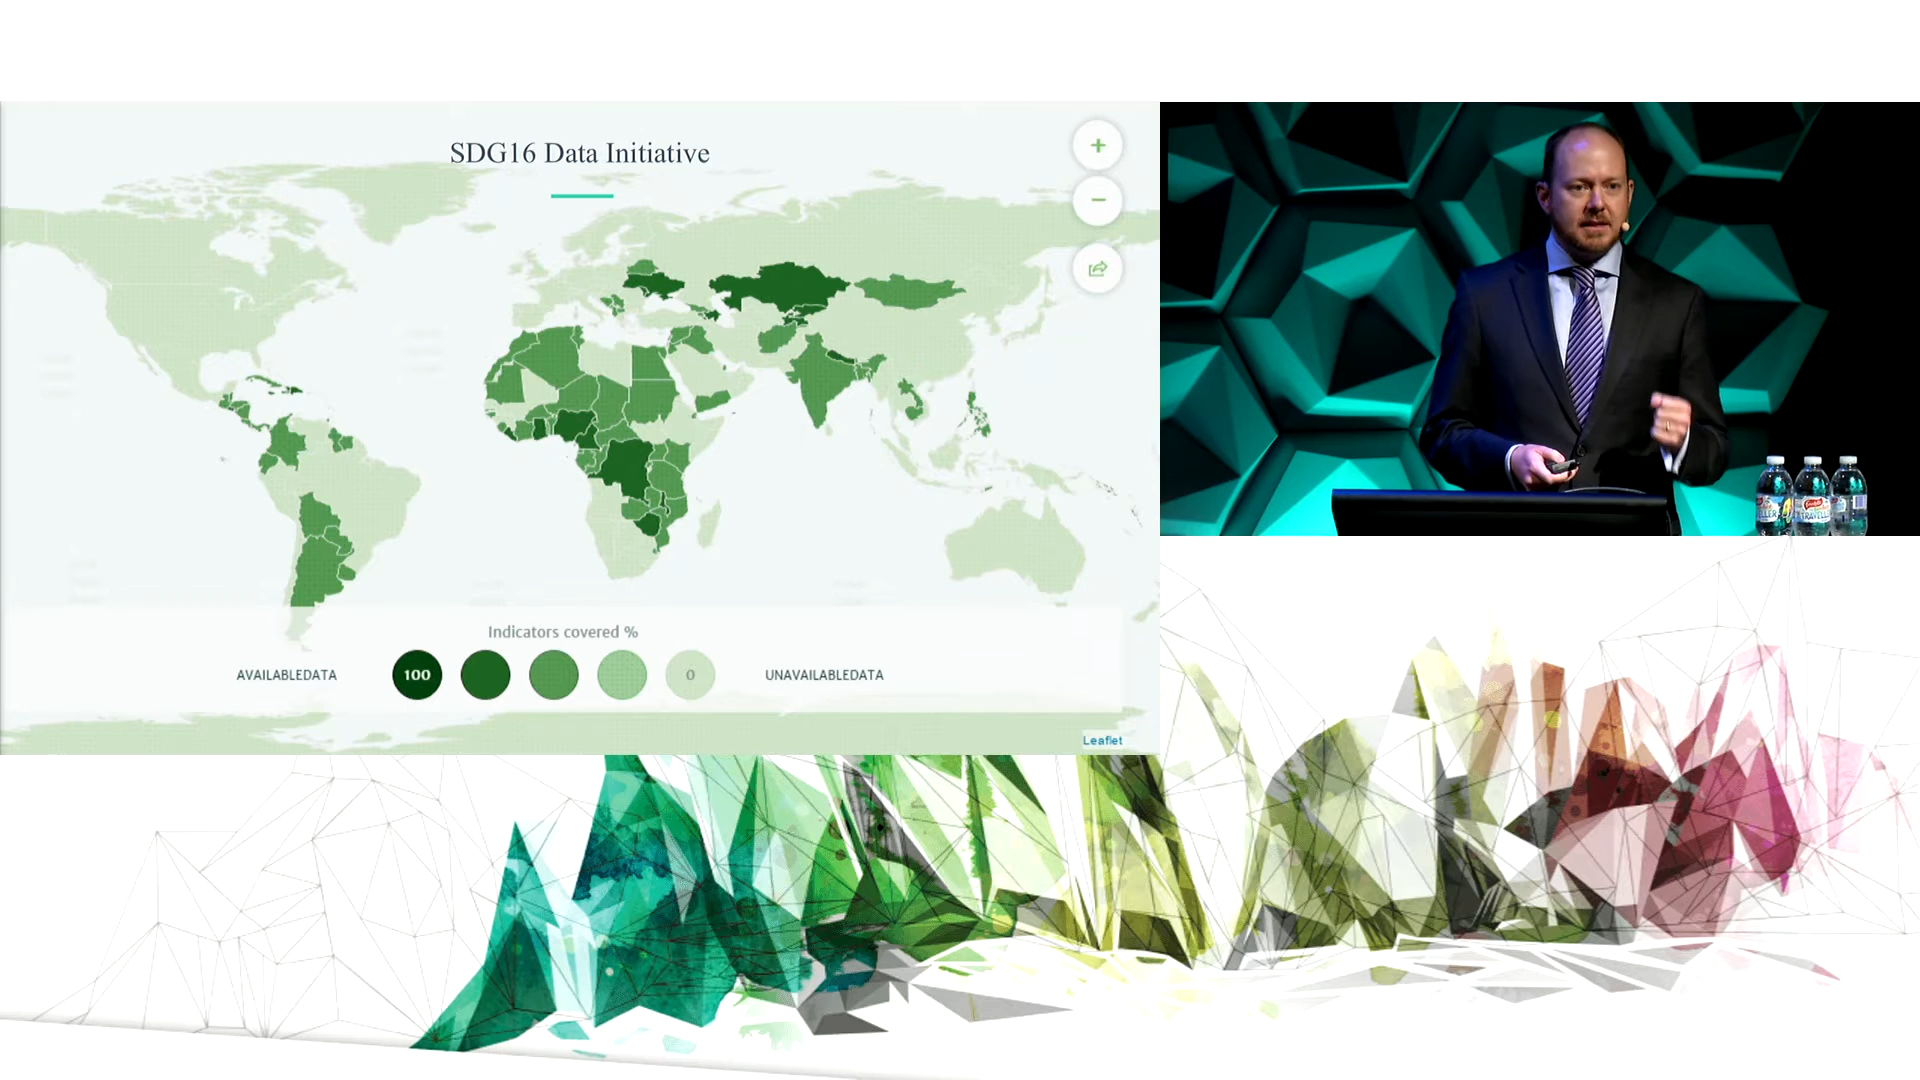 SDG16 Data Initiative
+
−
Indicators covered %
AVAILABLEDATA
100
0
UNAVAILABLEDATA
Leaflet